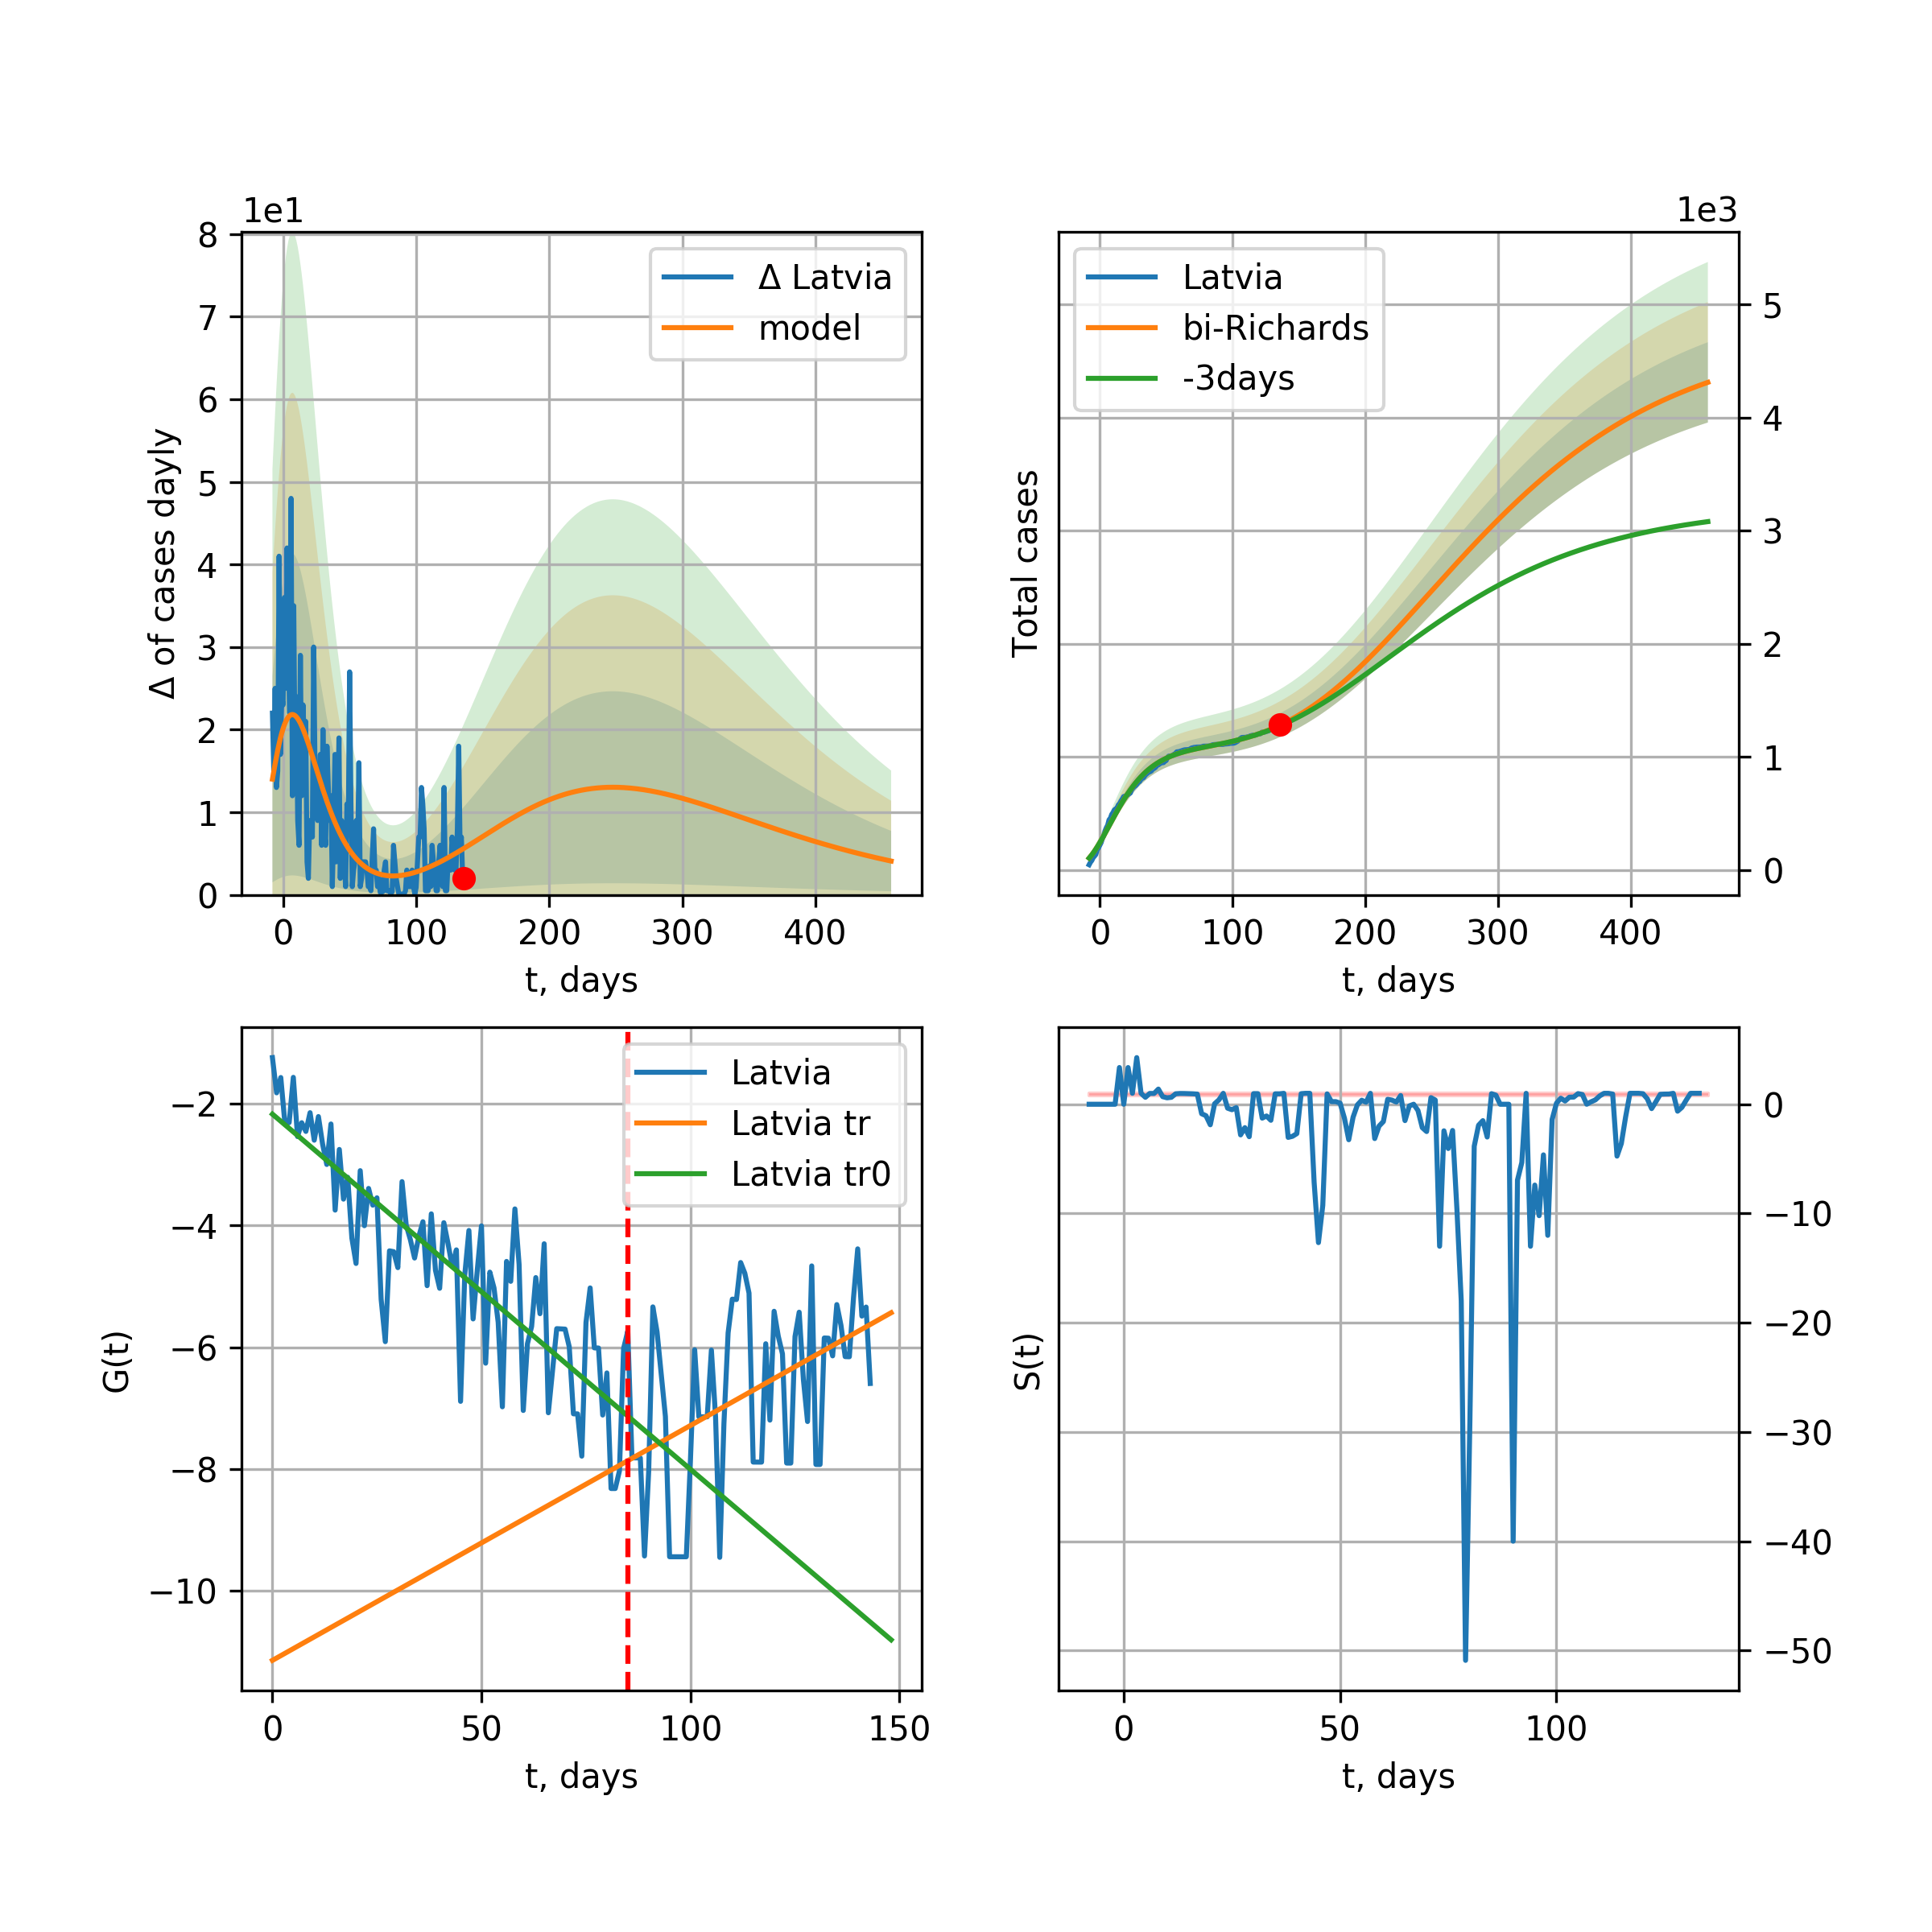 1e1
8
7
6
5
4
3
2
1
0
Δ of cases dayly
Δ Latvia
model
0 100 200 300 400
t, days
1e3
Latvia
bi-Richards
-3days
Total cases
5
4
3
2
1
0
0 100 200 300 400
t, days
−2
−4
−6
−8
−10
G(t)
Latvia
Latvia tr
Latvia tr0
0 50 100 150
t, days
S(t)
0
−10
−20
−30
−40
−50
0 50 100
t, days